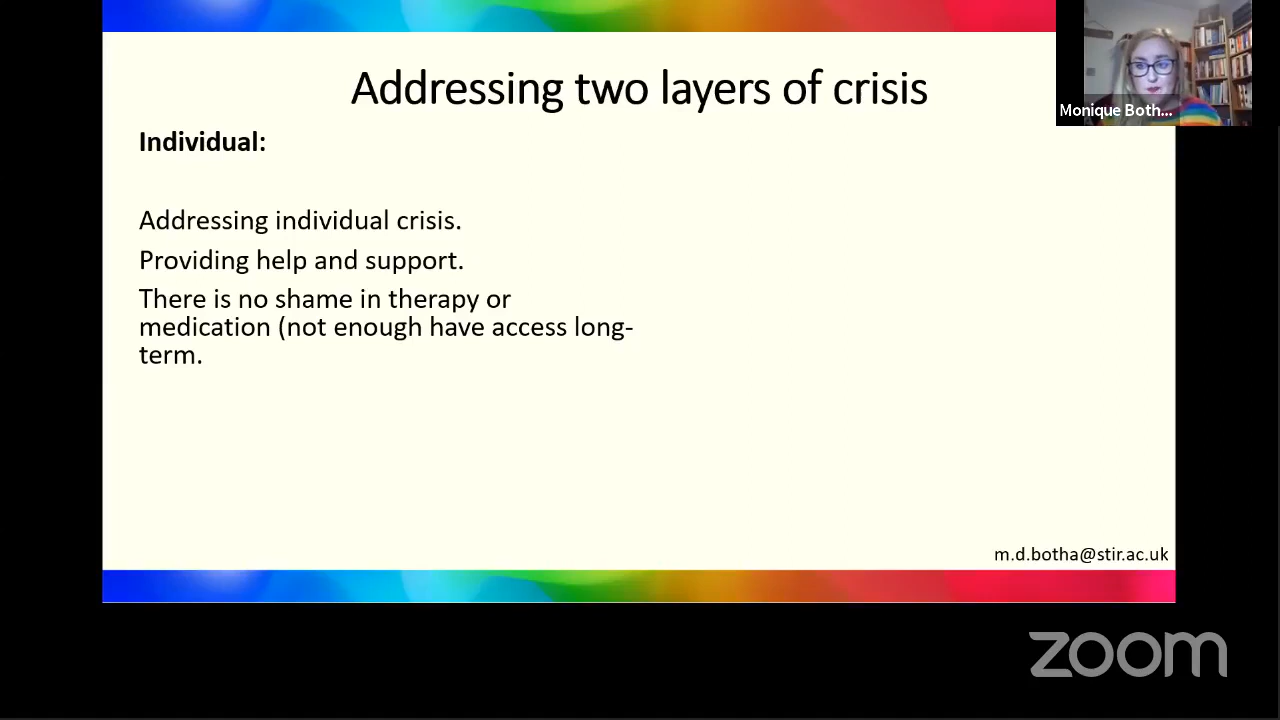 Addressing two layers of crisis
Monique Both...
Individual:
Addressing individual crisis.
Providing help and support.
There is no shame in therapy or
medication (not enough have access long-
term.
m.d.botha@stir.ac.uk
zoom